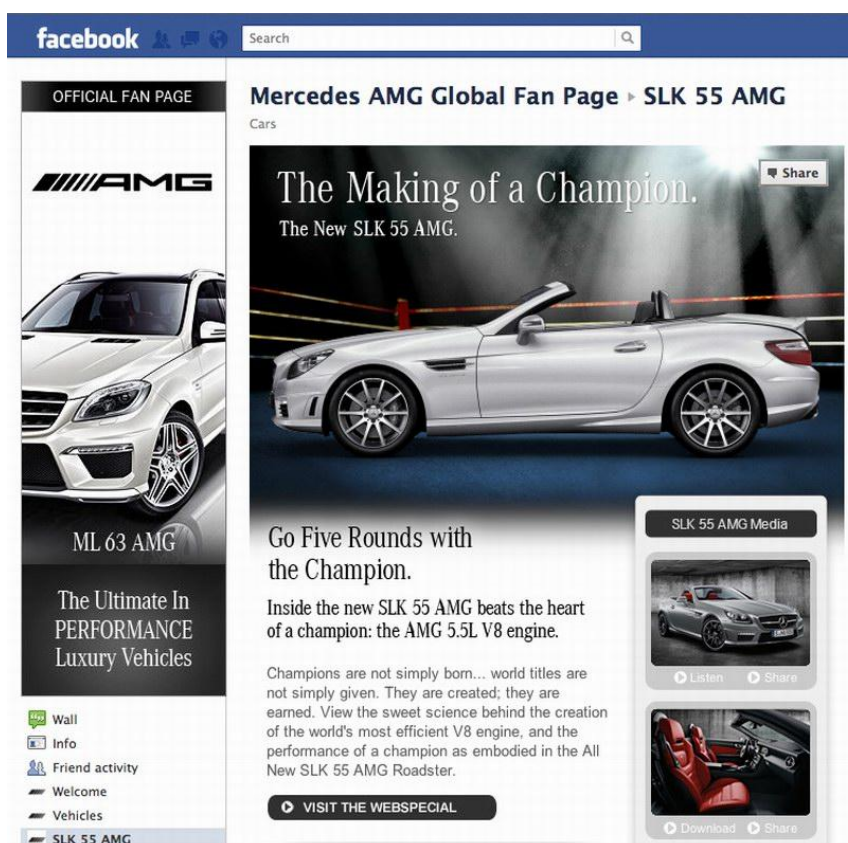 facebook
Search
OFFICIAL FAN PAGE
AMG
ML 63 AMG
The Ultimate In
PERFORMANCE
Luxury Vehicles
Wall
Info
Friend activity
Welcome
Vehicles
SLK 55 AMG
Mercedes AMG Global Fan Page ▸ SLK 55 AMG
Cars
The Making of a Champion.
The New SLK 55 AMG.
Share
Go Five Rounds with
the Champion.
Inside the new SLK 55 AMG beats the heart
of a champion: the AMG 5.5L V8 engine.
Champions are not simply born... world titles are
not simply given. They are created; they are
earned. View the sweet science behind the creation
of the world's most efficient V8 engine, and the
performance of a champion as embodied in the All
New SLK 55 AMG Roadster.
VISIT THE WEBSPECIAL
SLK 55 AMG Media
Listen Share
Download Share